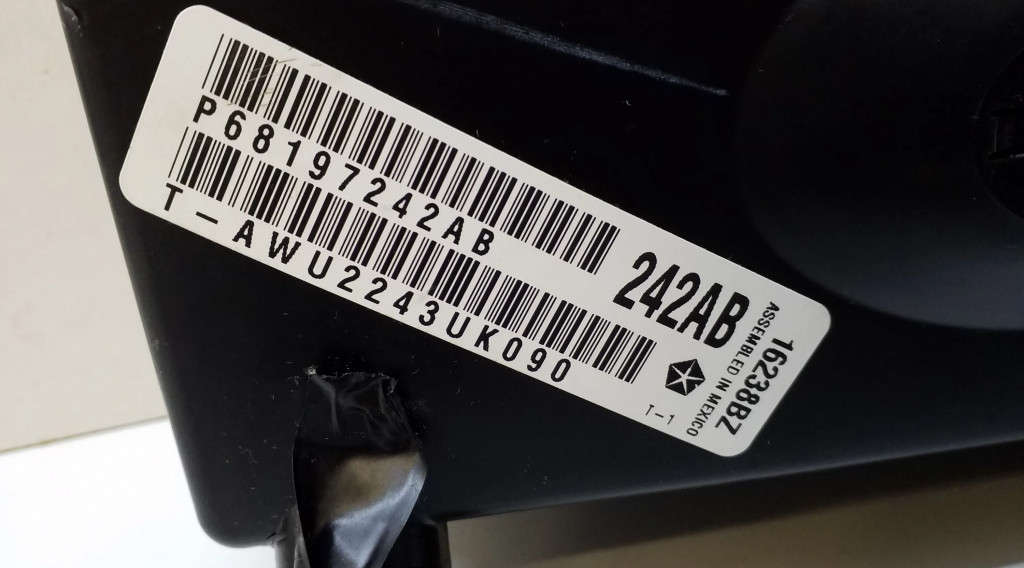 P68197242AB
T-AWU2243UK090
242AB
T-1
ASSEMBLED IN MEXICO
16238BZ